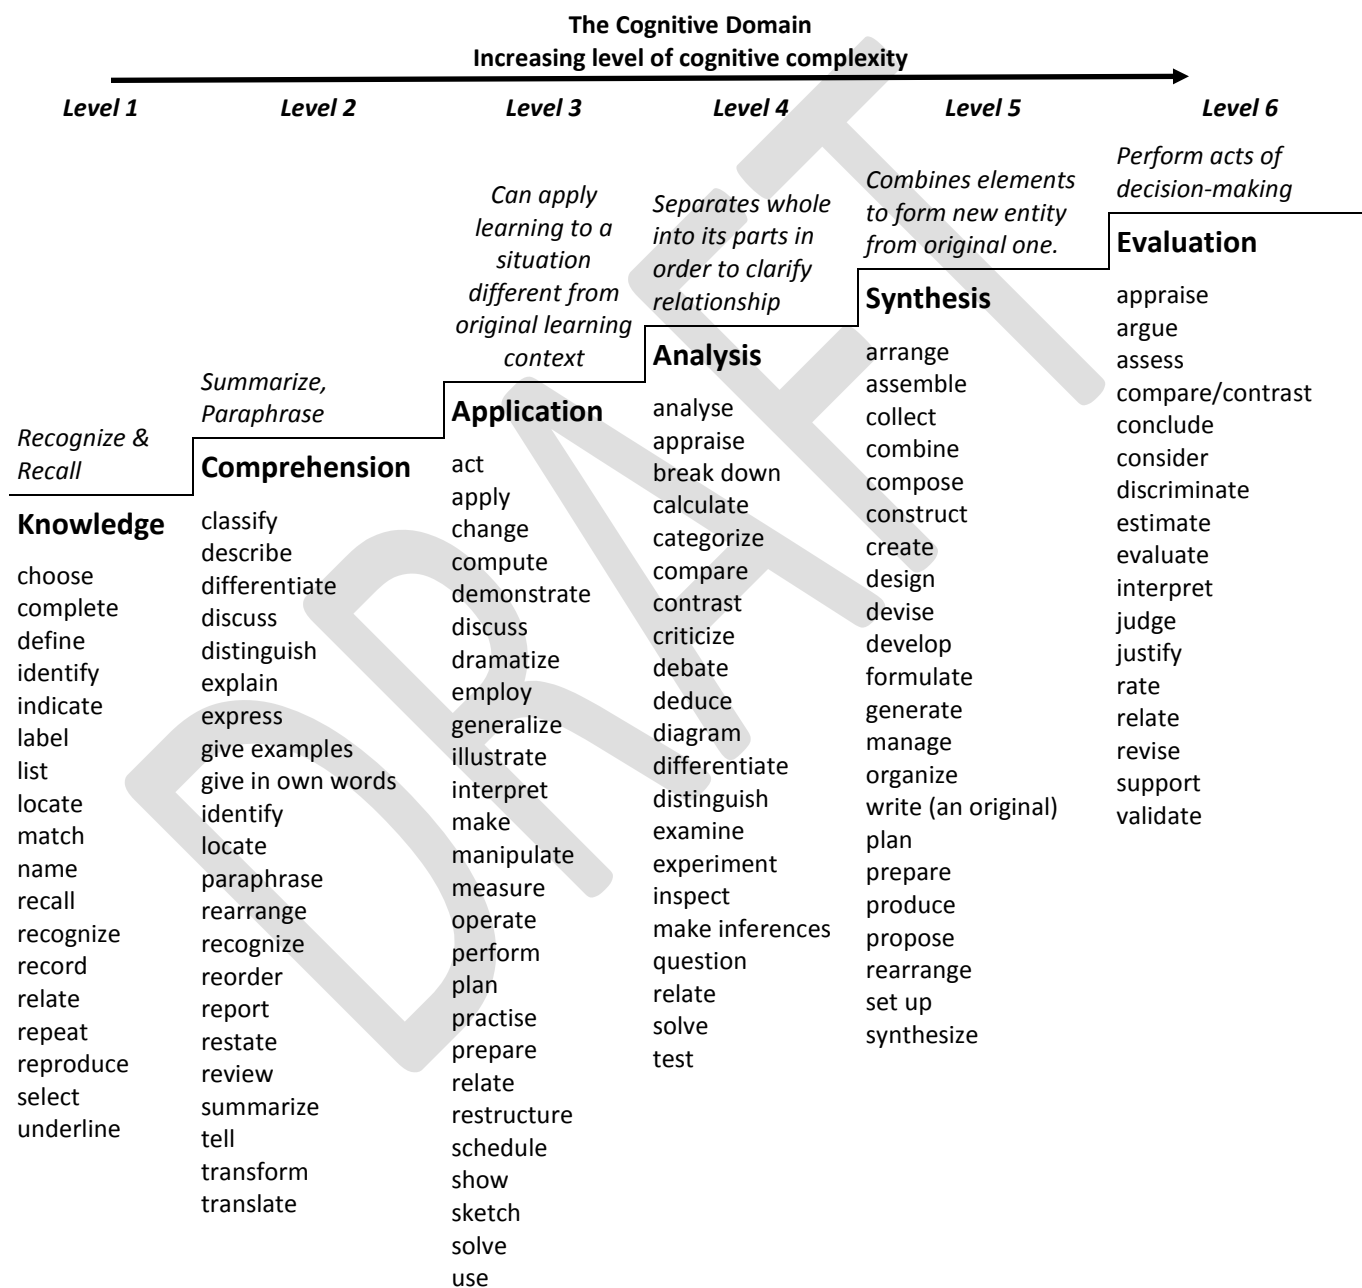 The Cognitive Domain
Increasing level of cognitive complexity
Level 1
Level 2
Level 3
Level 4
Level 5
Level 6
Recognize &
Recall
Knowledge
choose
complete
define
identify
indicate
label
list
locate
match
name
recall
recognize
record
relate
repeat
reproduce
select
underline
Summarize,
Paraphrase
Comprehension
classify
describe
differentiate
discuss
distinguish
explain
express
give examples
give in own words
identify
locate
paraphrase
rearrange
recognize
reorder
report
restate
review
summarize
tell
transform
translate
Can apply
learning to a
situation
different from
original learning
context
Application
act
apply
change
compute
demonstrate
discuss
dramatize
employ
generalize
illustrate
interpret
make
manipulate
measure
operate
perform
plan
practise
prepare
relate
restructure
schedule
show
sketch
solve
use
Separates whole
into its parts in
order to clarify
relationship
Analysis
analyse
appraise
break down
calculate
categorize
compare
contrast
criticize
debate
deduce
diagram
differentiate
distinguish
examine
experiment
inspect
make inferences
question
relate
solve
test
Combines elements
to form new entity
from original one.
Synthesis
arrange
assemble
collect
combine
compose
construct
create
design
devise
develop
formulate
generate
manage
organize
write (an original)
plan
prepare
produce
propose
rearrange
set up
synthesize
Perform acts of
decision-making
Evaluation
appraise
argue
assess
compare/contrast
conclude
consider
discriminate
estimate
evaluate
interpret
judge
justify
rate
relate
revise
support
validate
DRAFT